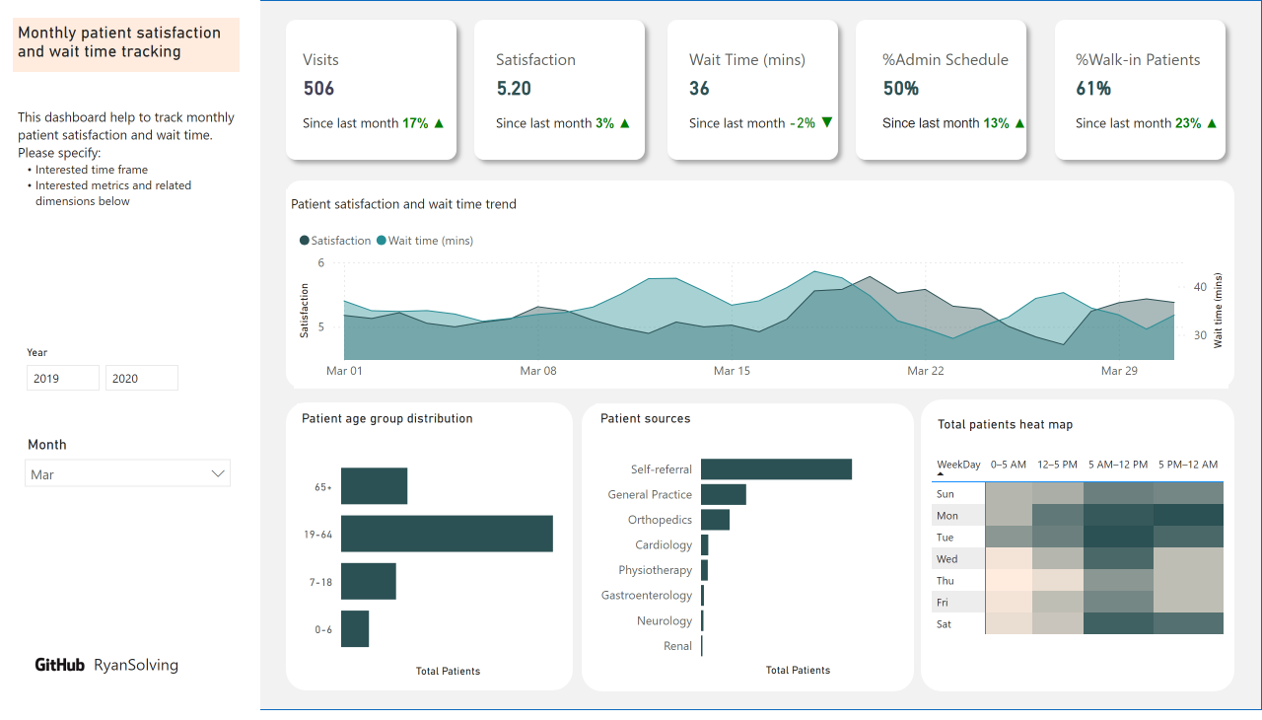 Monthly patient satisfaction
and wait time tracking
This dashboard help to track monthly
patient satisfaction and wait time.
Please specify:
• Interested time frame
• Interested metrics and related
dimensions below
Year
2019
2020
Month
Mar
GitHub RyanSolving
Visits
506
Since last month 17% ▲
Satisfaction
5.20
Since last month 3% ▲
Wait Time (mins)
36
Since last month -2% ▼
%Admin Schedule
50%
Since last month 13% ▲
%Walk-in Patients
61%
Since last month 23% ▲
Patient satisfaction and wait time trend
Satisfaction Wait time (mins)
Satisfaction
6
5
Wait time (mins)
40
30
Mar 01 Mar 08 Mar 15 Mar 22 Mar 29
Patient age group distribution
65+
19-64
7-18
0-6
Total Patients
Patient sources
Self-referral
General Practice
Orthopedics
Cardiology
Physiotherapy
Gastroenterology
Neurology
Renal
Total Patients
Total patients heat map
WeekDay 0–5 AM 12–5 PM 5 AM–12 PM 5 PM–12 AM
Sun
Mon
Tue
Wed
Thu
Fri
Sat